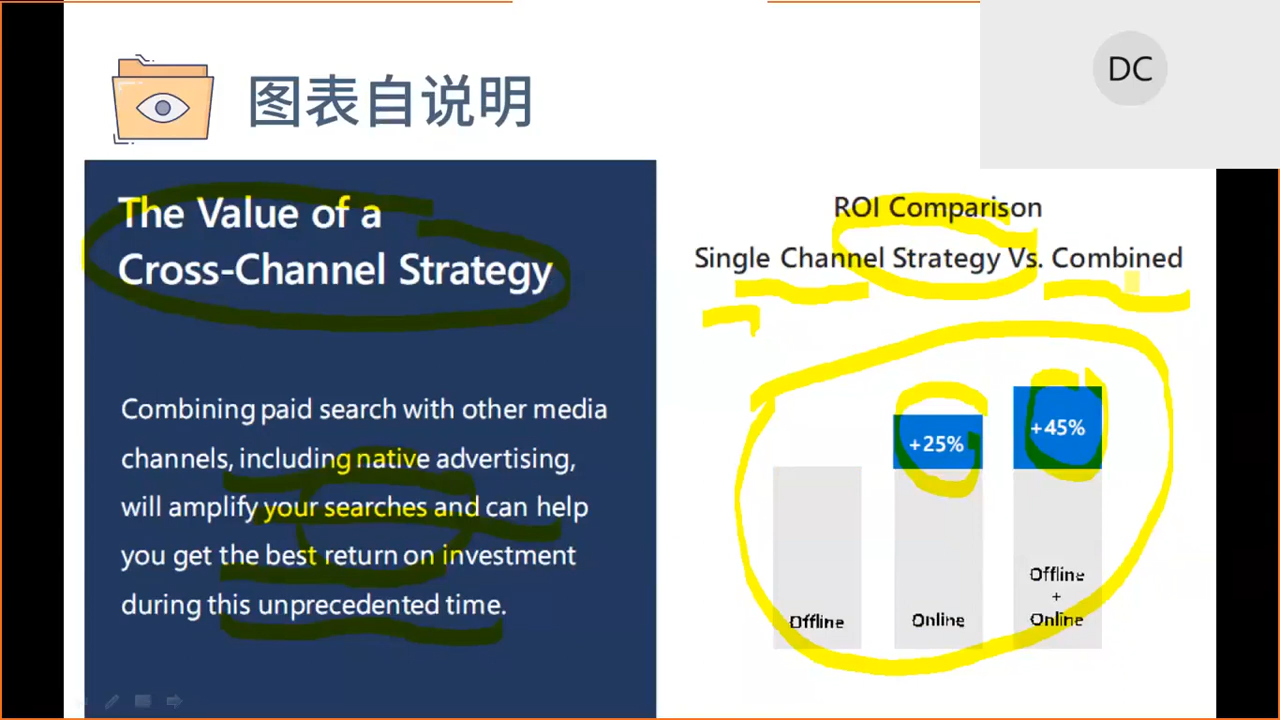 图表自说明
DC
The Value of a
Cross-Channel Strategy
Combining paid search with other media
channels, including native advertising,
will amplify your searches and can help
you get the best return on investment
during this unprecedented time.
ROI Comparison
Single Channel Strategy Vs. Combined
+25%
+45%
Offline
Online
Offline
+
Online